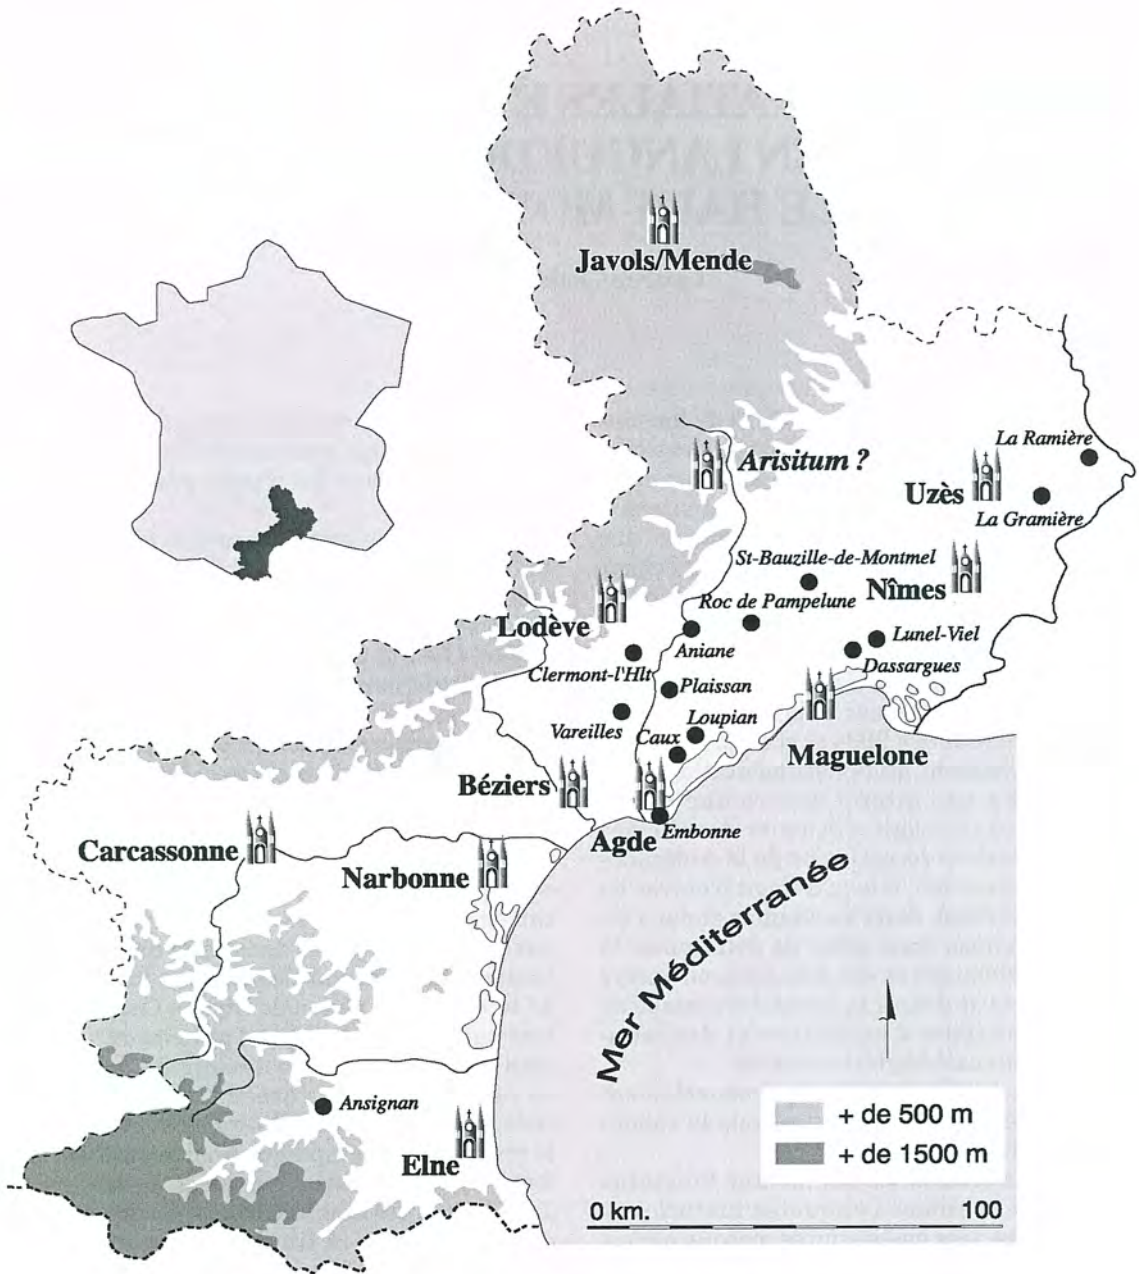 Javols/Mende
Arisitum ?
La Ramière
Uzès
La Gramière
St-Bauzille-de-Montmel
Nîmes
Roc de Pampelune
Lodève
Lunel-Viel
Aniane
Dassargues
Clermont-l'Hlt
Plaissan
Vareilles
Loupian
Caux
Maguelone
Béziers
Embonne
Agde
Carcassonne
Narbonne
Mer Méditerranée
Ansignan
Elne
+ de 500 m
+ de 1500 m
0 km. 100